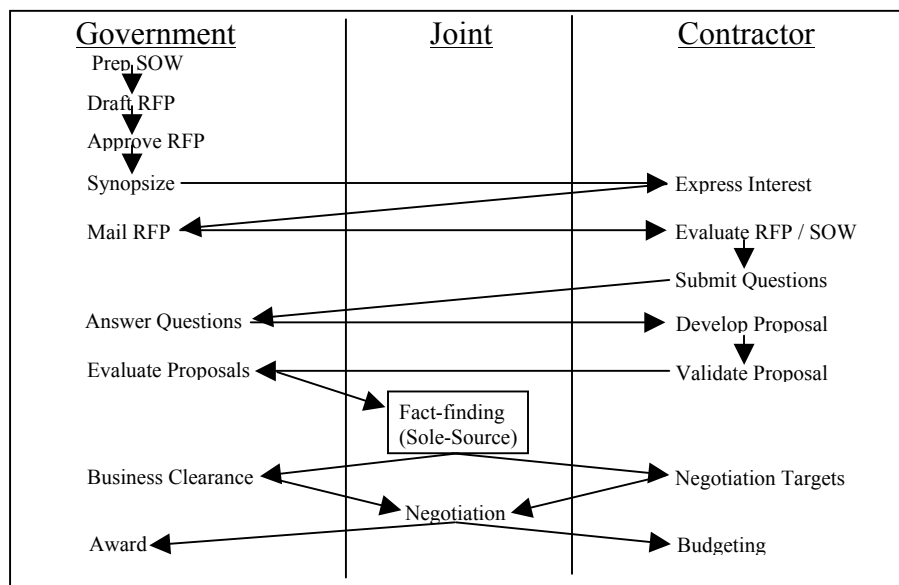 Government Joint Contractor
Prep SOW
Draft RFP
Approve RFP
Synopsize Express Interest
Mail RFP Evaluate RFP / SOW
Submit Questions
Answer Questions Develop Proposal
Evaluate Proposals Validate Proposal
Fact-finding
(Sole-Source)
Business Clearance Negotiation Targets
Negotiation
Award Budgeting